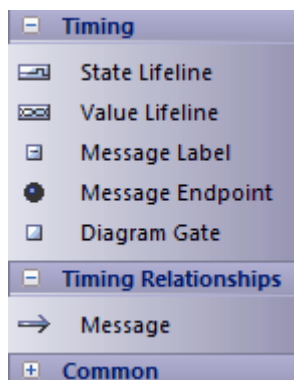 Timing
State Lifeline
Value Lifeline
Message Label
Message Endpoint
Diagram Gate
Timing Relationships
Message
Common